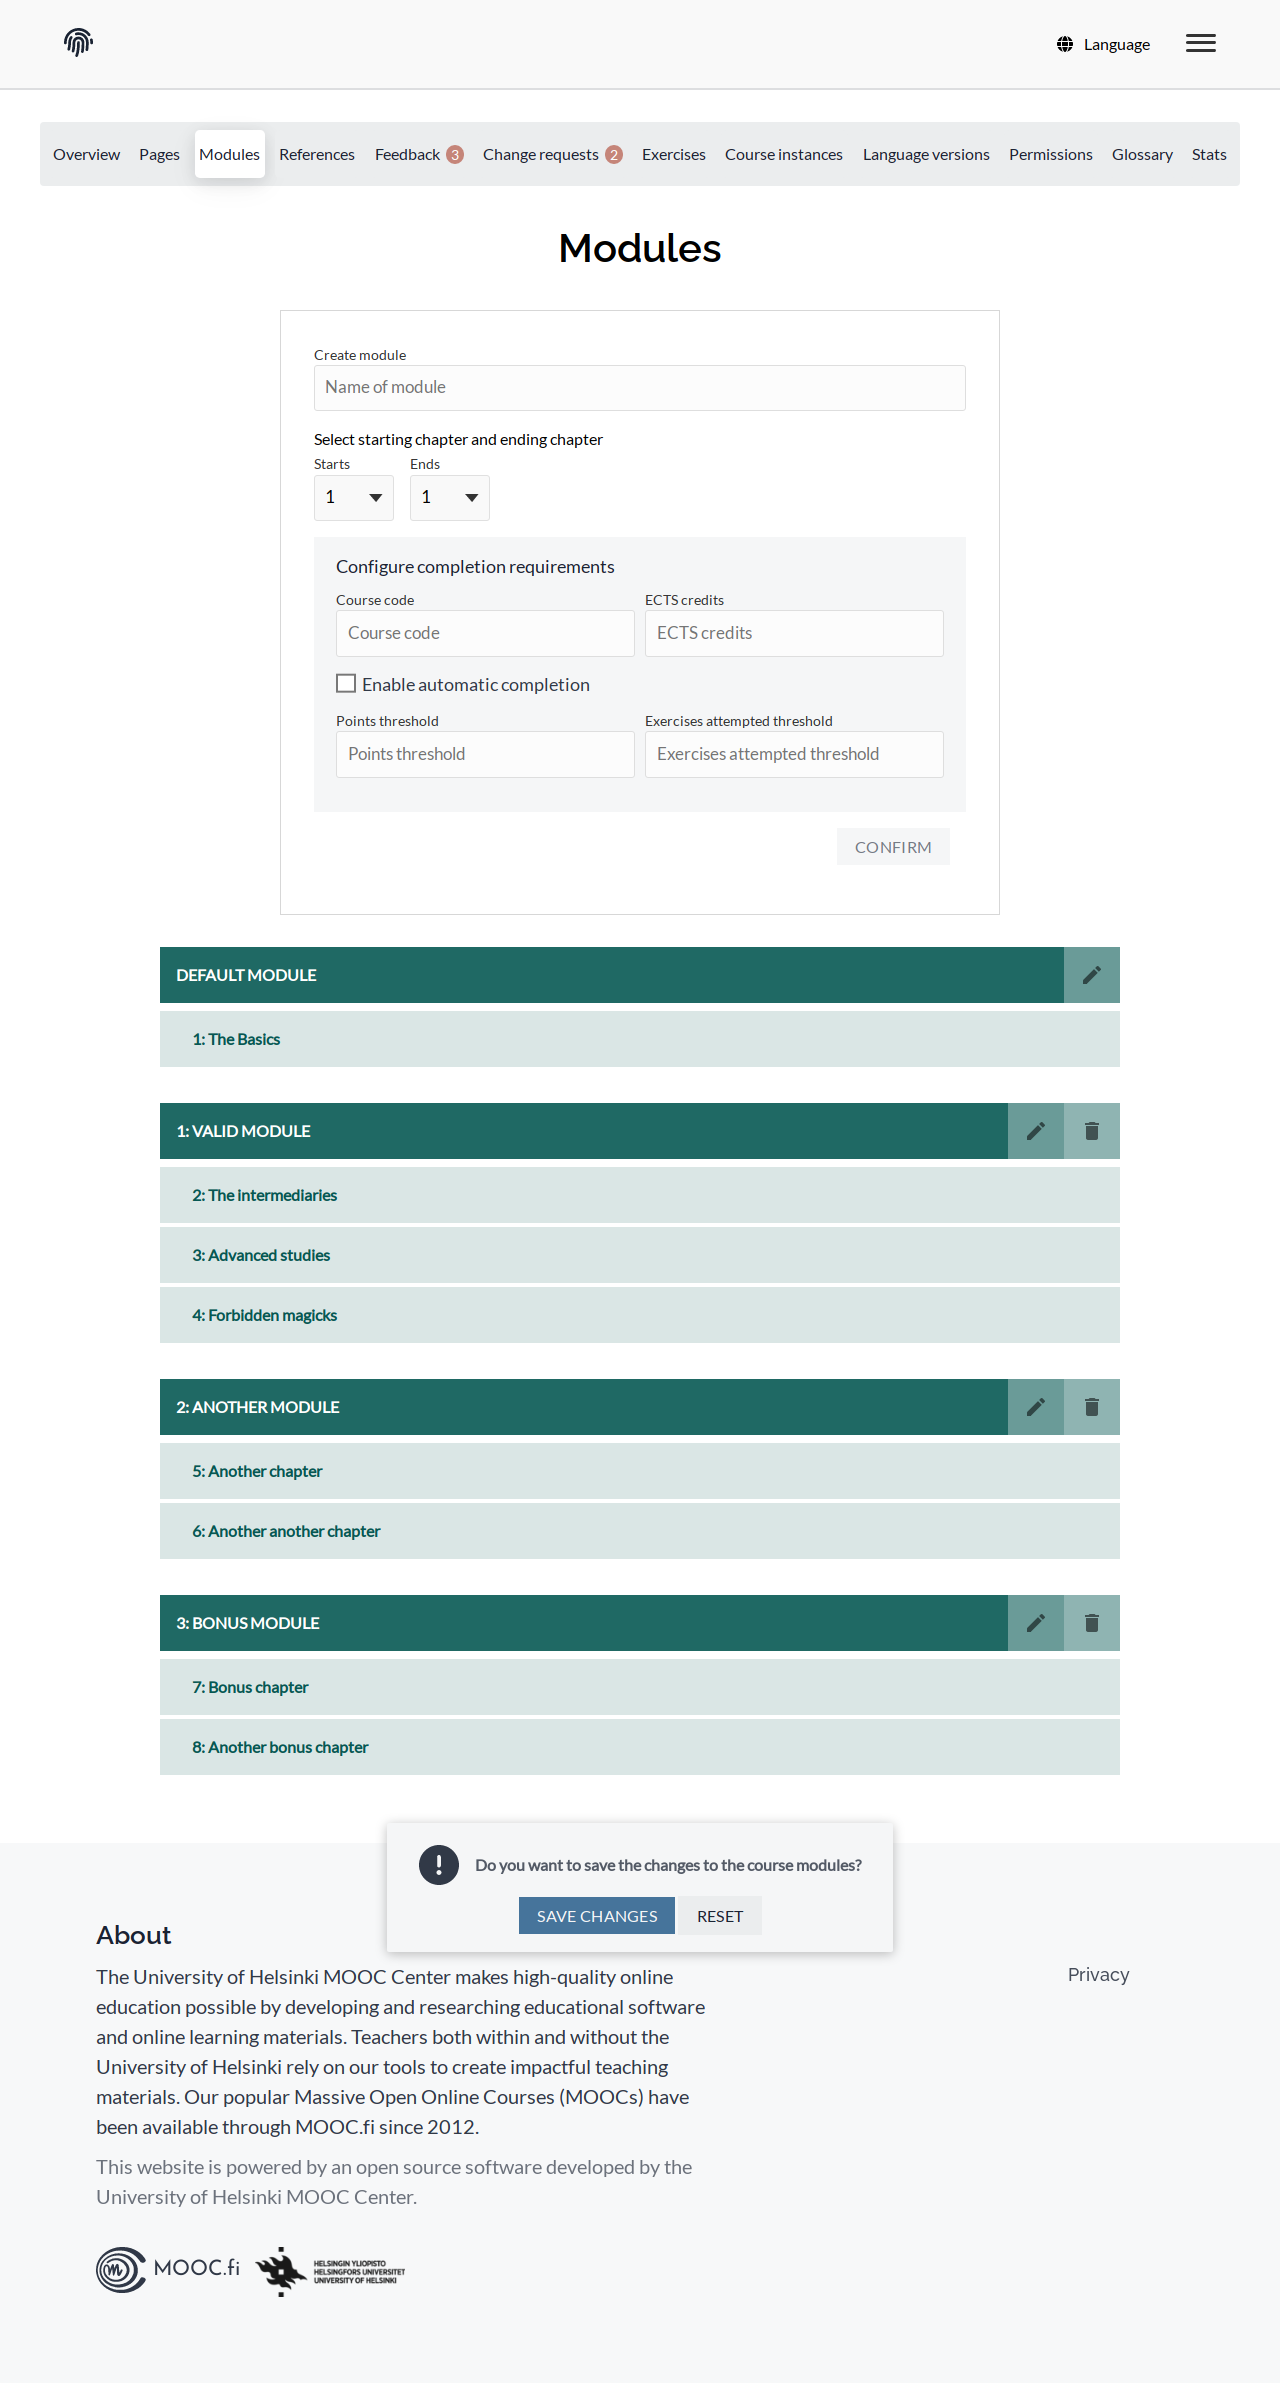 Language
Overview Pages Modules References Feedback 3 Change requests 2 Exercises Course instances Language versions Permissions Glossary Stats
Modules
Create module
Name of module
Select starting chapter and ending chapter
Starts Ends
1 1
Configure completion requirements
Course code ECTS credits
Course code ECTS credits
Enable automatic completion
Points threshold Exercises attempted threshold
Points threshold Exercises attempted threshold
CONFIRM
DEFAULT MODULE
1: The Basics
1: VALID MODULE
2: The intermediaries
3: Advanced studies
4: Forbidden magicks
2: ANOTHER MODULE
5: Another chapter
6: Another another chapter
3: BONUS MODULE
7: Bonus chapter
8: Another bonus chapter
Do you want to save the changes to the course modules?
SAVE CHANGES RESET
About
The University of Helsinki MOOC Center makes high-quality online
education possible by developing and researching educational software
and online learning materials. Teachers both within and without the
University of Helsinki rely on our tools to create impactful teaching
materials. Our popular Massive Open Online Courses (MOOCs) have
been available through MOOC.fi since 2012.
This website is powered by an open source software developed by the
University of Helsinki MOOC Center.
Privacy
MOOC.fi
HELSINGIN YLIOPISTO
HELSINGFORS UNIVERSITET
UNIVERSITY OF HELSINKI